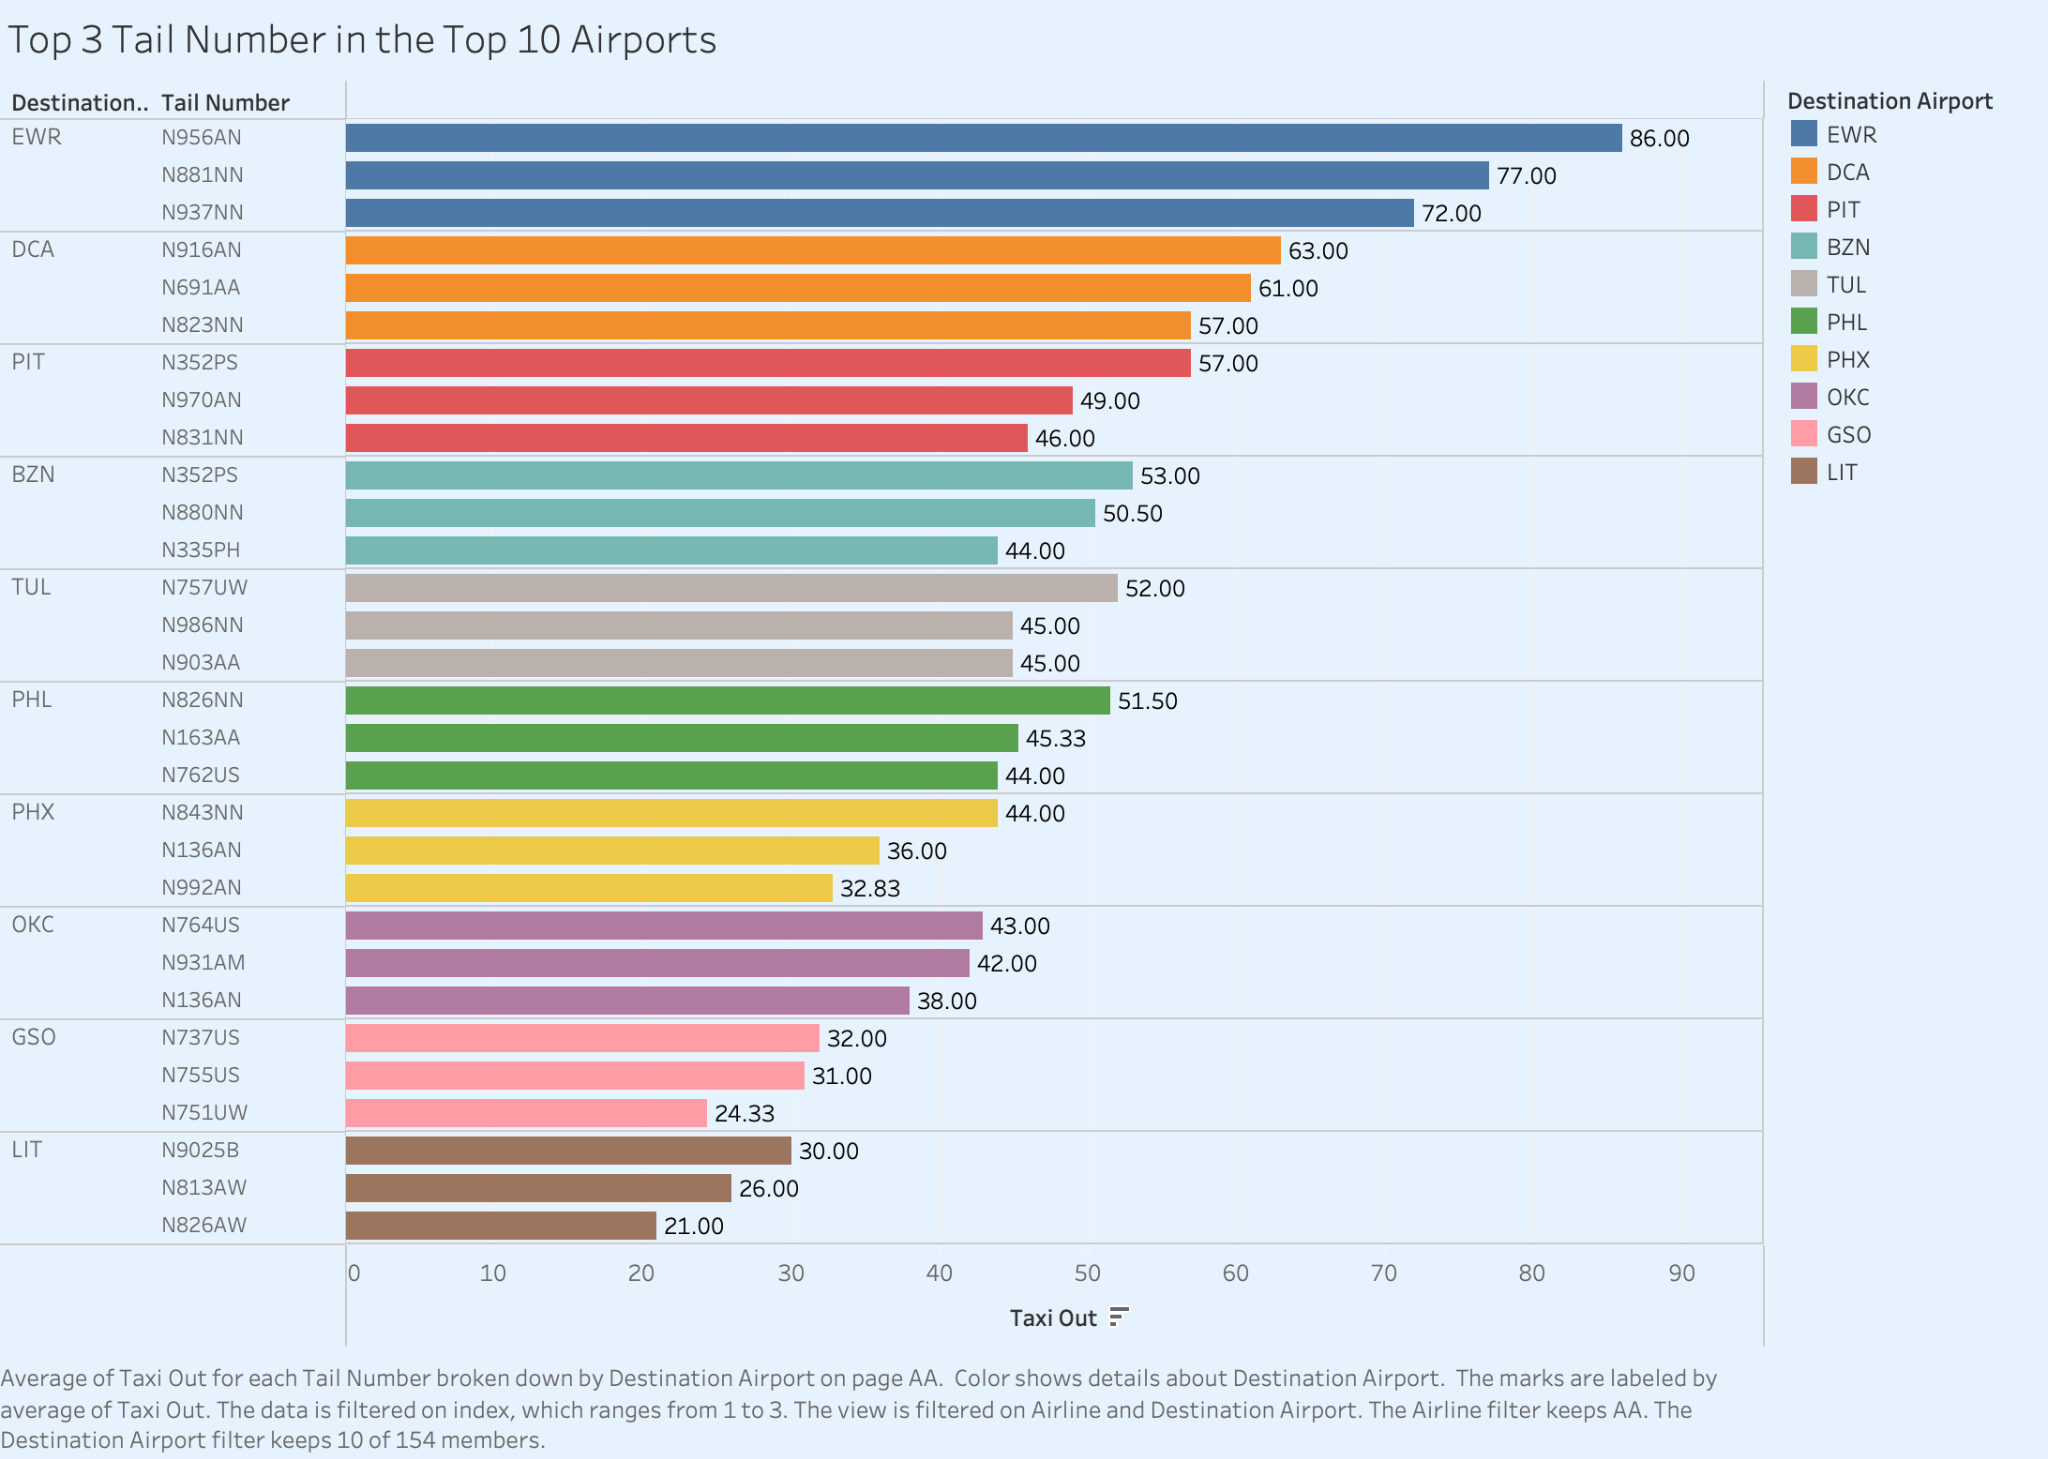 Top 3 Tail Number in the Top 10 Airports
Destination.. Tail Number
EWR N956AN 86.00
N881NN 77.00
N937NN 72.00
DCA N916AN 63.00
N691AA 61.00
N823NN 57.00
PIT N352PS 57.00
N970AN 49.00
N831NN 46.00
BZN N352PS 53.00
N880NN 50.50
N335PH 44.00
TUL N757UW 52.00
N986NN 45.00
N903AA 45.00
PHL N826NN 51.50
N163AA 45.33
N762US 44.00
PHX N843NN 44.00
N136AN 36.00
N992AN 32.83
OKC N764US 43.00
N931AM 42.00
N136AN 38.00
GSO N737US 32.00
N755US 31.00
N751UW 24.33
LIT N9025B 30.00
N813AW 26.00
N826AW 21.00
0 10 20 30 40 50 60 70 80 90
Taxi Out
Destination Airport
EWR
DCA
PIT
BZN
TUL
PHL
PHX
OKC
GSO
LIT
Average of Taxi Out for each Tail Number broken down by Destination Airport on page AA.  Color shows details about Destination Airport.  The marks are labeled by
average of Taxi Out. The data is filtered on index, which ranges from 1 to 3. The view is filtered on Airline and Destination Airport. The Airline filter keeps AA. The
Destination Airport filter keeps 10 of 154 members.